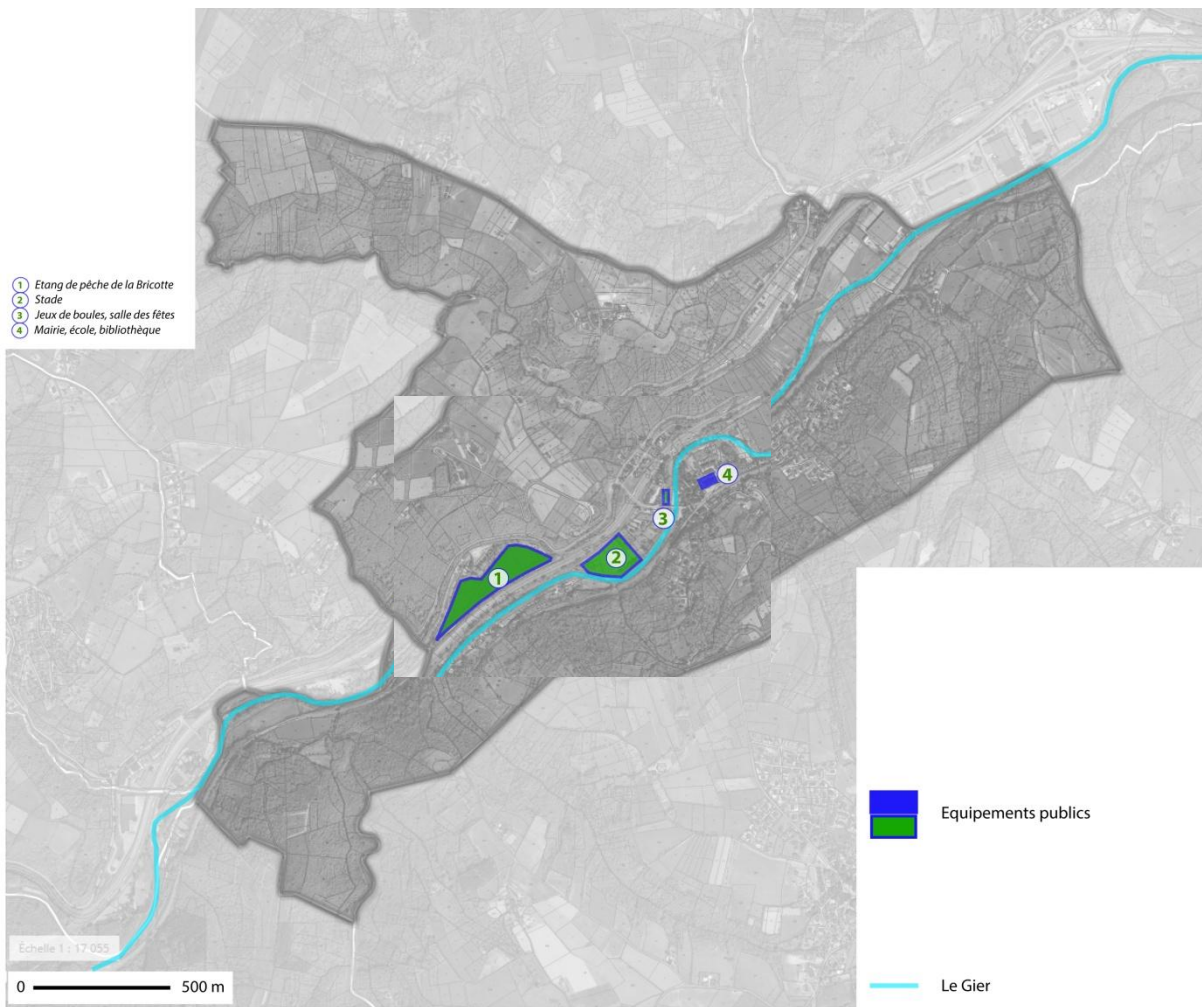 1 Etang de pêche de la Bricotte
2 Stade
3 Jeux de boules, salle des fêtes
4 Mairie, école, bibliothèque
4
3
2
1
Equipements publics
Échelle 1 : 17 055
0 500 m
Le Gier